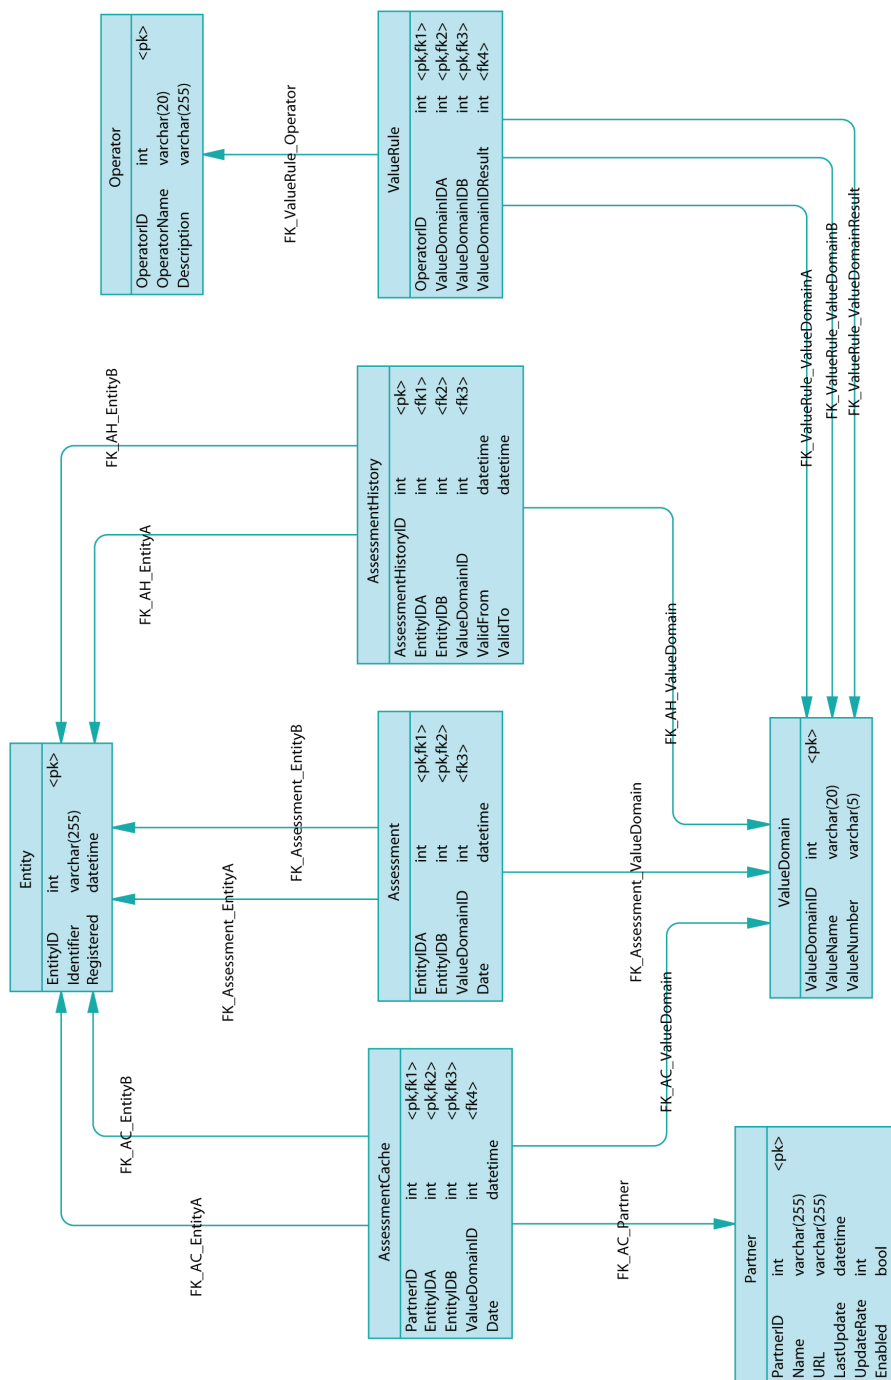 Operator
OperatorID int <pk>
OperatorName varchar(20)
Description varchar(255)
FK_ValueRule_Operator
ValueRule
OperatorID int <pk,fk1>
ValueDomainIDA int <pk,fk2>
ValueDomainIDB int <pk,fk3>
ValueDomainIDResult int <fk4>
FK_ValueRule_ValueDomainA
FK_ValueRule_ValueDomainB
FK_ValueRule_ValueDomainResult
FK_AH_EntityB
FK_AH_EntityA
AssessmentHistory
AssessmentHistoryID int <pk>
EntityIDA int <fk1>
EntityIDB int <fk2>
ValueDomainID int <fk3>
ValidFrom datetime
ValidTo datetime
FK_AH_ValueDomain
Entity
EntityID int <pk>
Identifier varchar(255)
Registered datetime
FK_Assessment_EntityB
FK_Assessment_EntityA
Assessment
EntityIDA int <pk,fk1>
EntityIDB int <pk,fk2>
ValueDomainID int <fk3>
Date datetime
FK_Assessment_ValueDomain
ValueDomain
ValueDomainID int <pk>
ValueName varchar(20)
ValueNumber varchar(5)
FK_AC_EntityB
FK_AC_EntityA
AssessmentCache
PartnerID int <pk,fk1>
EntityIDA int <pk,fk2>
EntityIDB int <pk,fk3>
ValueDomainID int <fk4>
Date datetime
FK_AC_ValueDomain
FK_AC_Partner
Partner
PartnerID int <pk>
Name varchar(255)
URL varchar(255)
LastUpdate datetime
UpdateRate int
Enabled bool